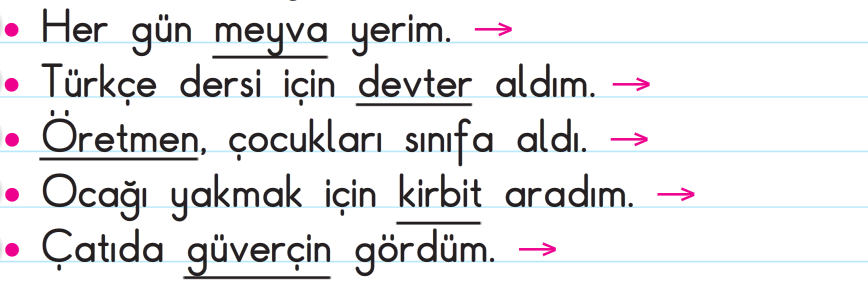 • Her gün meyva yerim. →
• Türkçe dersi için devter aldım. →
• Öretmen, çocukları sınıfa aldı. →
• Ocağı yakmak için kirbit aradım. →
• Çatıda güverçin gördüm. →